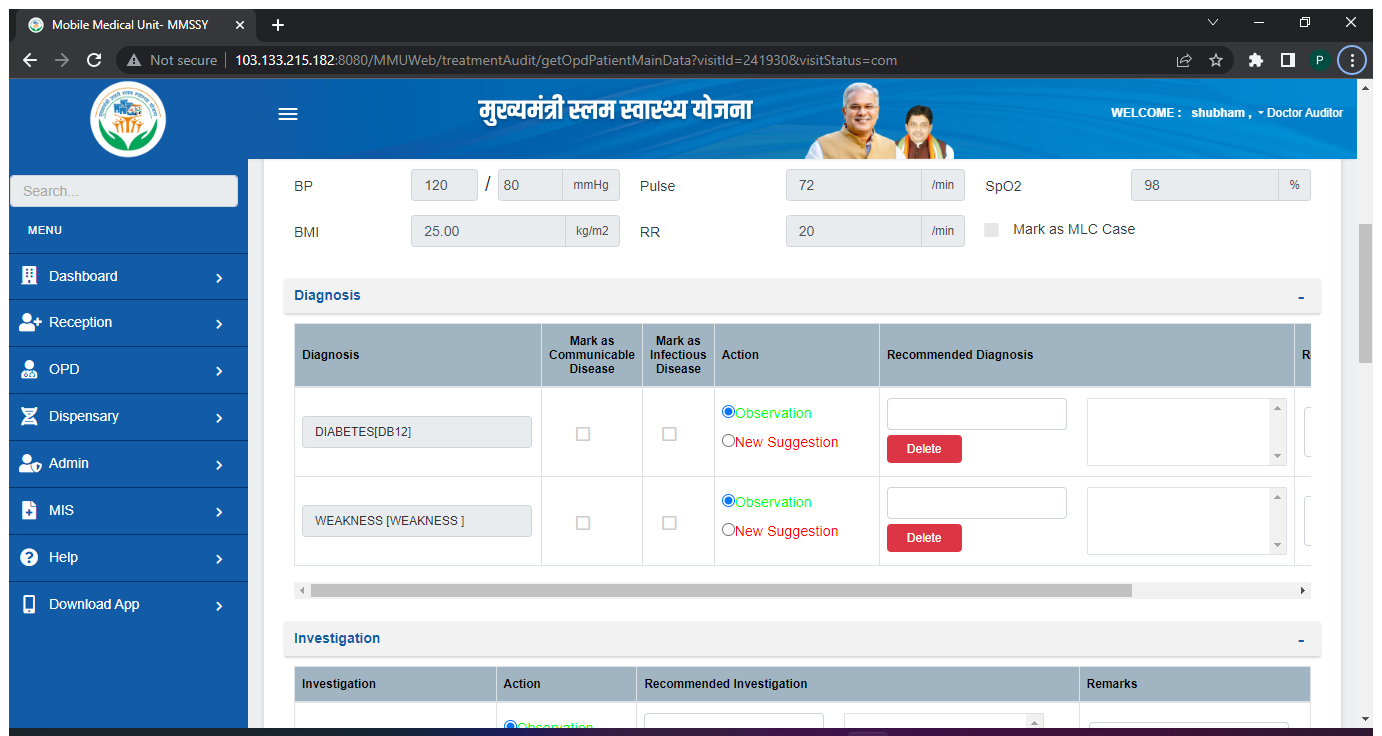 Mobile Medical Unit- MMSSY
Not secure | 103.133.215.182:8080/MMUWeb/treatmentAudit/getOpdPatientMainData?visitId=241930&visitStatus=com
P
मुख्यमंत्री स्लम स्वास्थ्य योजना
WELCOME : shubham , Doctor Auditor
Search...
MENU
Dashboard
Reception
OPD
Dispensary
Admin
MIS
Help
Download App
BP 120 / 80 mmHg Pulse 72 /min SpO2 98 %
BMI 25.00 kg/m2 RR 20 /min Mark as MLC Case
Diagnosis -
Diagnosis Mark as Communicable Disease Mark as Infectious Disease Action Recommended Diagnosis R
DIABETES[DB12] Observation
New Suggestion Delete
WEAKNESS [WEAKNESS ] Observation
New Suggestion Delete
Investigation -
Investigation Action Recommended Investigation Remarks
Observation